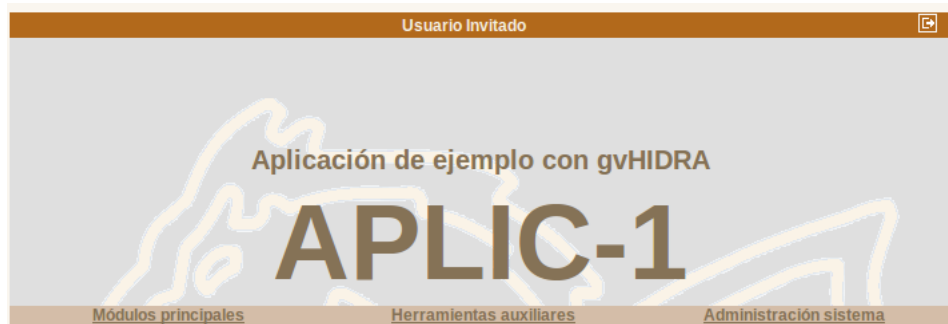 Usuario Invitado
Aplicación de ejemplo con gvHIDRA
APLIC-1
Módulos principales Herramientas auxiliares Administración sistema